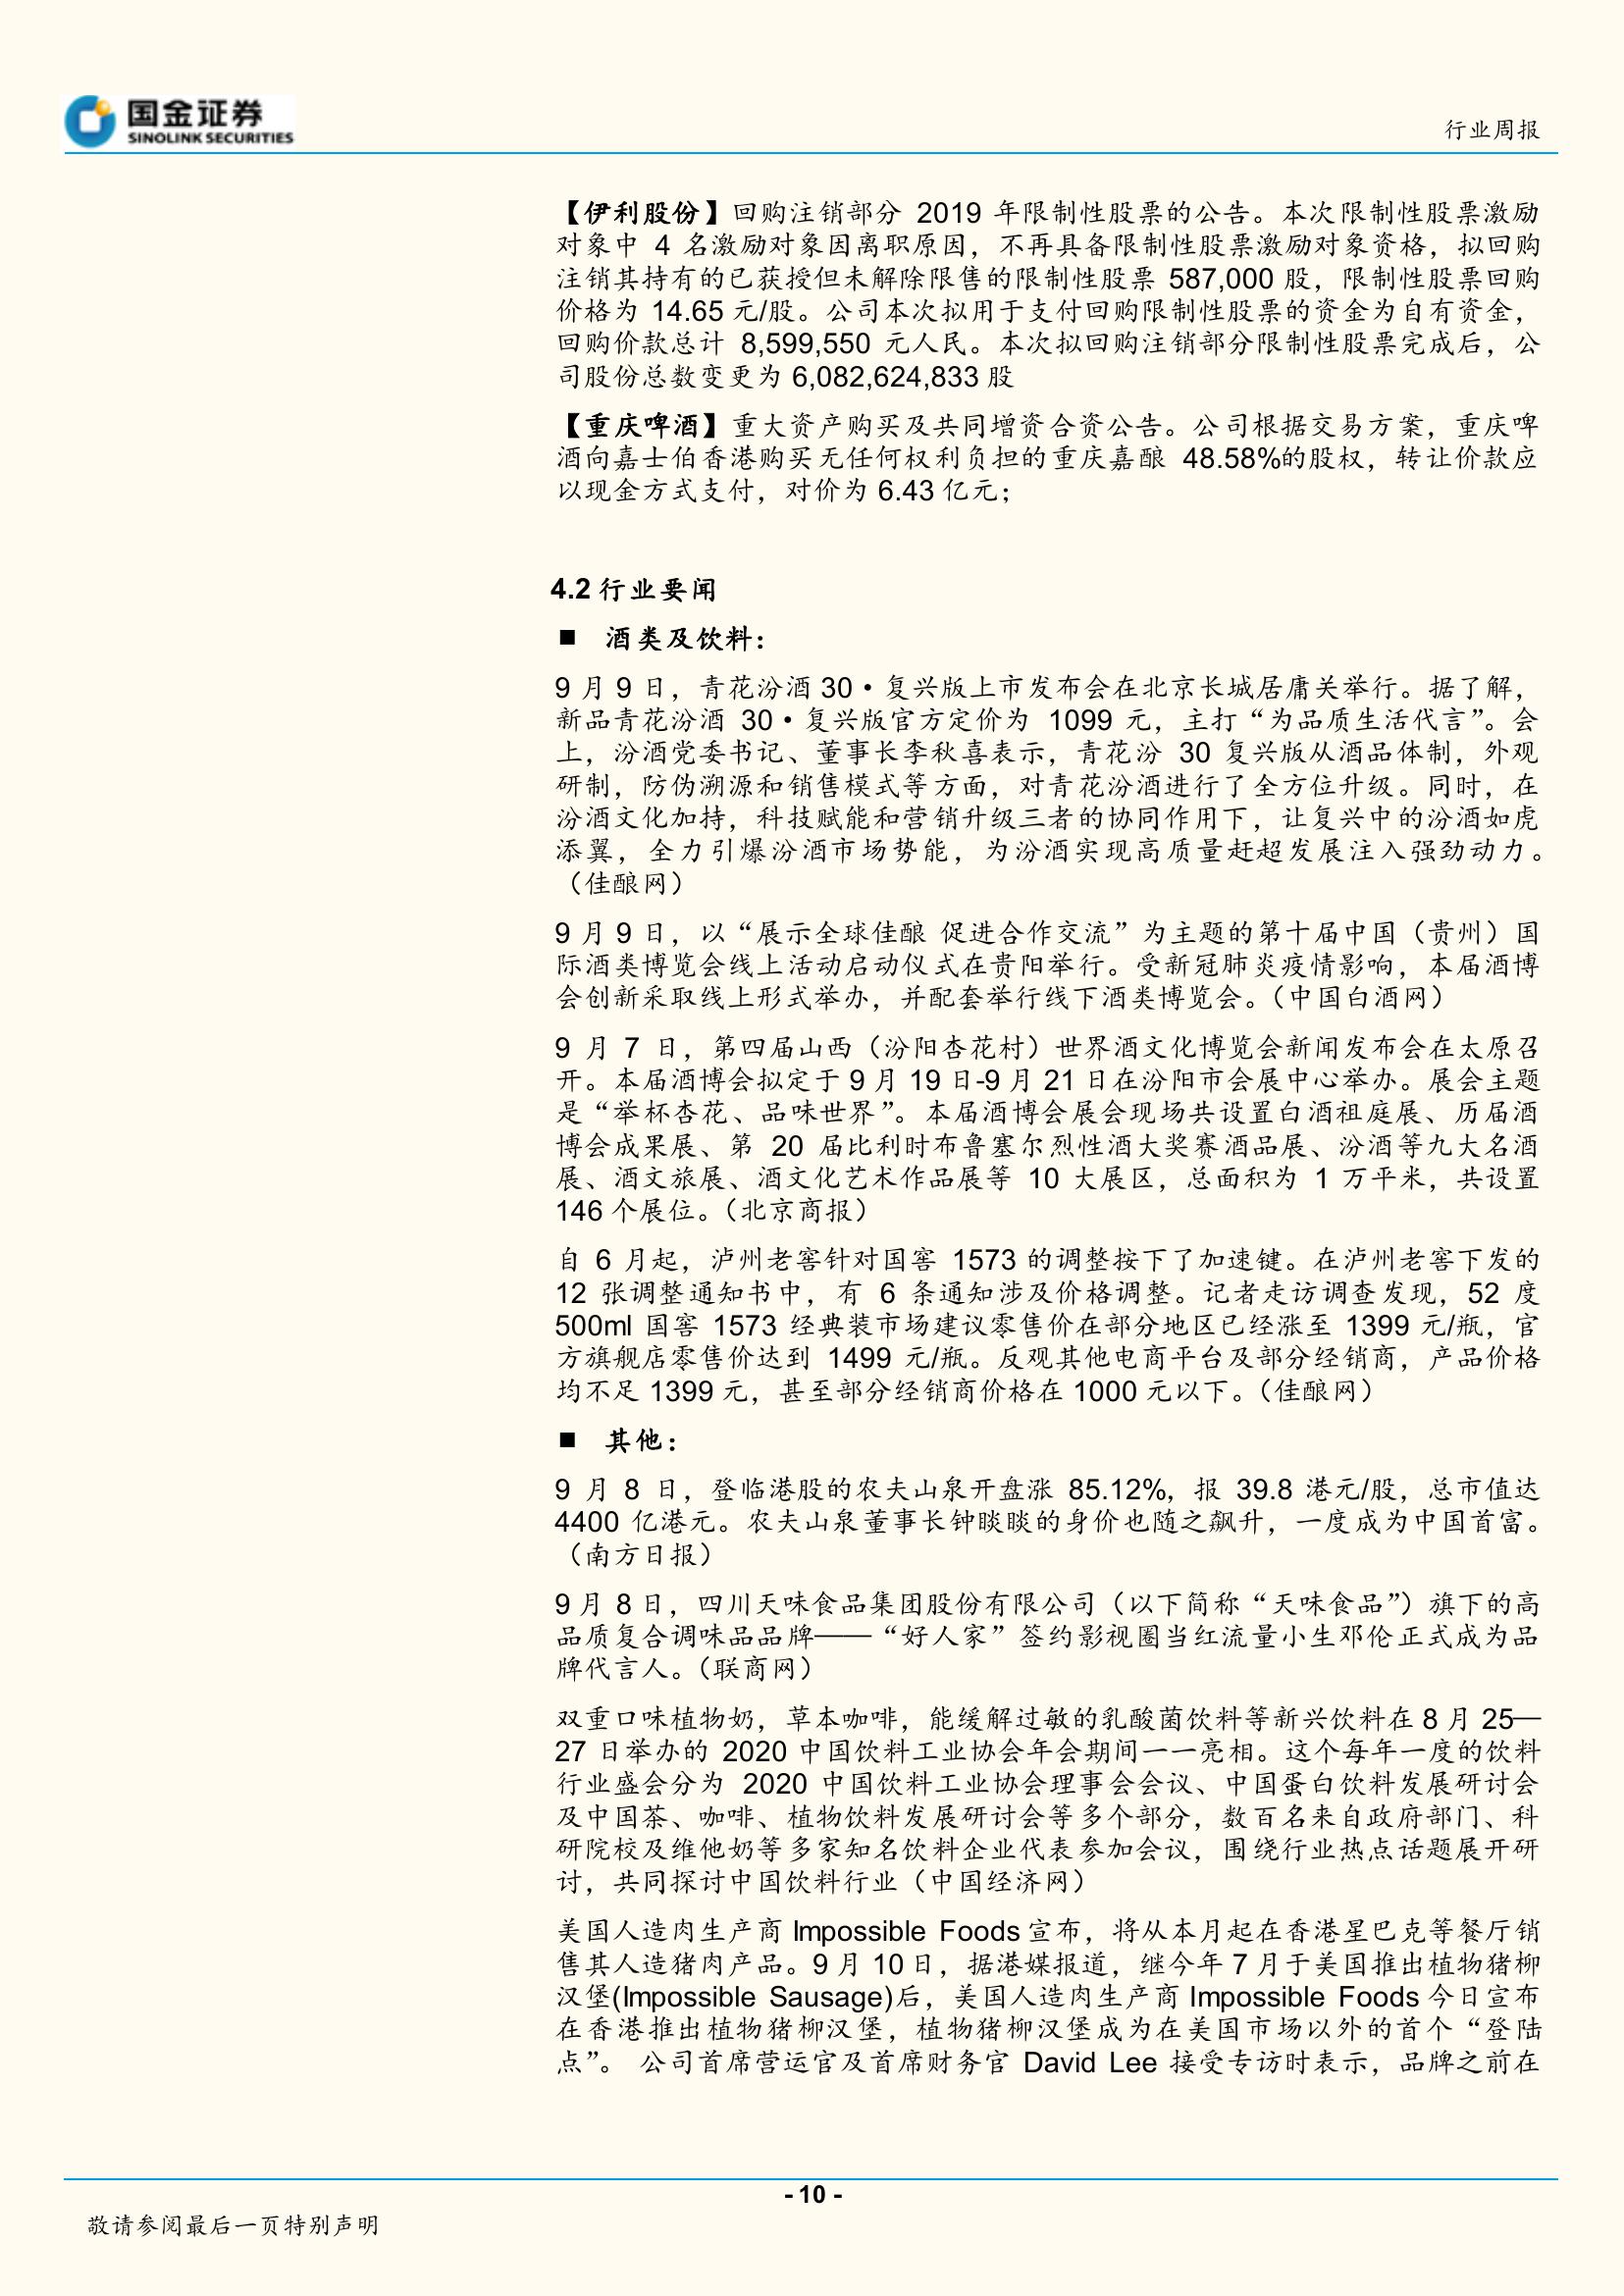 国金证券
SINOLINK SECURITIES
行业周报
【伊利股份】回购注销部分 2019 年限制性股票的公告。本次限制性股票激励
对象中 4 名激励对象因离职原因，不再具备限制性股票激励对象资格，拟回购
注销其持有的已获授但未解除限售的限制性股票 587,000 股，限制性股票回购
价格为 14.65 元/股。公司本次拟用于支付回购限制性股票的资金为自有资金，
回购价款总计 8,599,550 元人民。本次拟回购注销部分限制性股票完成后，公
司股份总数变更为 6,082,624,833 股
【重庆啤酒】重大资产购买及共同增资合资公告。公司根据交易方案，重庆啤
酒向嘉士伯香港购买无任何权利负担的重庆嘉酿 48.58%的股权，转让价款应
以现金方式支付，对价为 6.43 亿元；
4.2 行业要闻
■ 酒类及饮料：
9 月 9 日，青花汾酒 30·复兴版上市发布会在北京长城居庸关举行。据了解，
新品青花汾酒 30·复兴版官方定价为 1099 元，主打“为品质生活代言”。会
上，汾酒党委书记、董事长李秋喜表示，青花汾 30 复兴版从酒品体制，外观
研制，防伪溯源和销售模式等方面，对青花汾酒进行了全方位升级。同时，在
汾酒文化加持，科技赋能和营销升级三者的协同作用下，让复兴中的汾酒如虎
添翼，全力引爆汾酒市场势能，为汾酒实现高质量赶超发展注入强劲动力。
（佳酿网）
9 月 9 日，以“展示全球佳酿 促进合作交流”为主题的第十届中国（贵州）国
际酒类博览会线上活动启动仪式在贵阳举行。受新冠肺炎疫情影响，本届酒博
会创新采取线上形式举办，并配套举行线下酒类博览会。（中国白酒网）
9 月 7 日，第四届山西（汾阳杏花村）世界酒文化博览会新闻发布会在太原召
开。本届酒博会拟定于 9 月 19 日-9 月 21 日在汾阳市会展中心举办。展会主题
是“举杯杏花、品味世界”。本届酒博会展会现场共设置白酒祖庭展、历届酒
博会成果展、第 20 届比利时布鲁塞尔烈性酒大奖赛酒品展、汾酒等九大名酒
展、酒文旅展、酒文化艺术作品展等 10 大展区，总面积为 1 万平米，共设置
146 个展位。（北京商报）
自 6 月起，泸州老窖针对国窖 1573 的调整按下了加速键。在泸州老窖下发的
12 张调整通知书中，有 6 条通知涉及价格调整。记者走访调查发现，52 度
500ml 国窖 1573 经典装市场建议零售价在部分地区已经涨至 1399 元/瓶，官
方旗舰店零售价达到 1499 元/瓶。反观其他电商平台及部分经销商，产品价格
均不足 1399 元，甚至部分经销商价格在 1000 元以下。（佳酿网）
■ 其他：
9 月 8 日，登临港股的农夫山泉开盘涨 85.12%，报 39.8 港元/股，总市值达
4400 亿港元。农夫山泉董事长钟睒睒的身价也随之飙升，一度成为中国首富。
（南方日报）
9 月 8 日，四川天味食品集团股份有限公司（以下简称“天味食品”）旗下的高
品质复合调味品品牌——“好人家”签约影视圈当红流量小生邓伦正式成为品
牌代言人。（联商网）
双重口味植物奶，草本咖啡，能缓解过敏的乳酸菌饮料等新兴饮料在 8 月 25—
27 日举办的 2020 中国饮料工业协会年会期间一一亮相。这个每年一度的饮料
行业盛会分为 2020 中国饮料工业协会理事会会议、中国蛋白饮料发展研讨会
及中国茶、咖啡、植物饮料发展研讨会等多个部分，数百名来自政府部门、科
研院校及维他奶等多家知名饮料企业代表参加会议，围绕行业热点话题展开研
讨，共同探讨中国饮料行业（中国经济网）
美国人造肉生产商 Impossible Foods 宣布，将从本月起在香港星巴克等餐厅销
售其人造猪肉产品。9 月 10 日，据港媒报道，继今年 7 月于美国推出植物猪柳
汉堡(Impossible Sausage)后，美国人造肉生产商 Impossible Foods 今日宣布
在香港推出植物猪柳汉堡，植物猪柳汉堡成为在美国市场以外的首个“登陆
点”。 公司首席营运官及首席财务官 David Lee 接受专访时表示，品牌之前在
- 10 -
敬请参阅最后一页特别声明